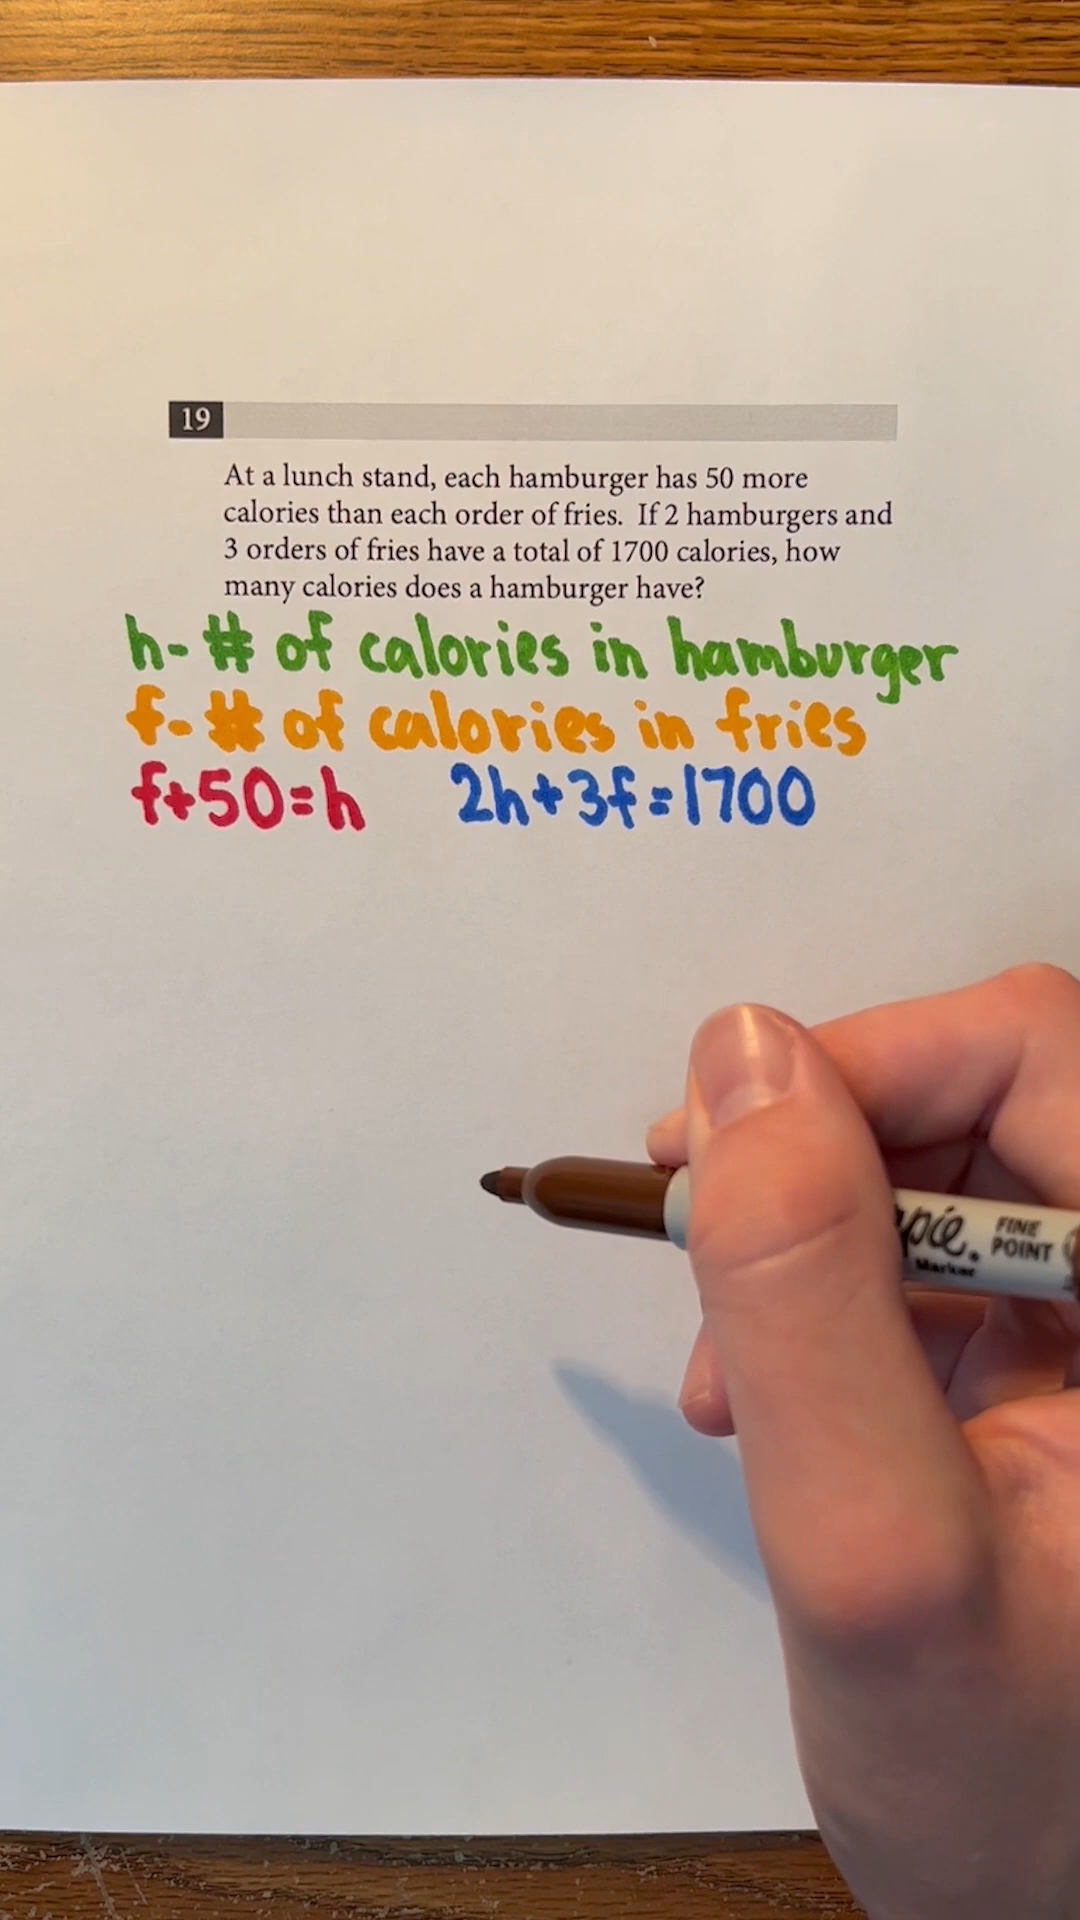 19
At a lunch stand, each hamburger has 50 more
calories than each order of fries. If 2 hamburgers and
3 orders of fries have a total of 1700 calories, how
many calories does a hamburger have?
h- # of calories in hamburger
f- # of calories in fries
f+50=h 2h+3f=1700
FINE
POINT
Marker